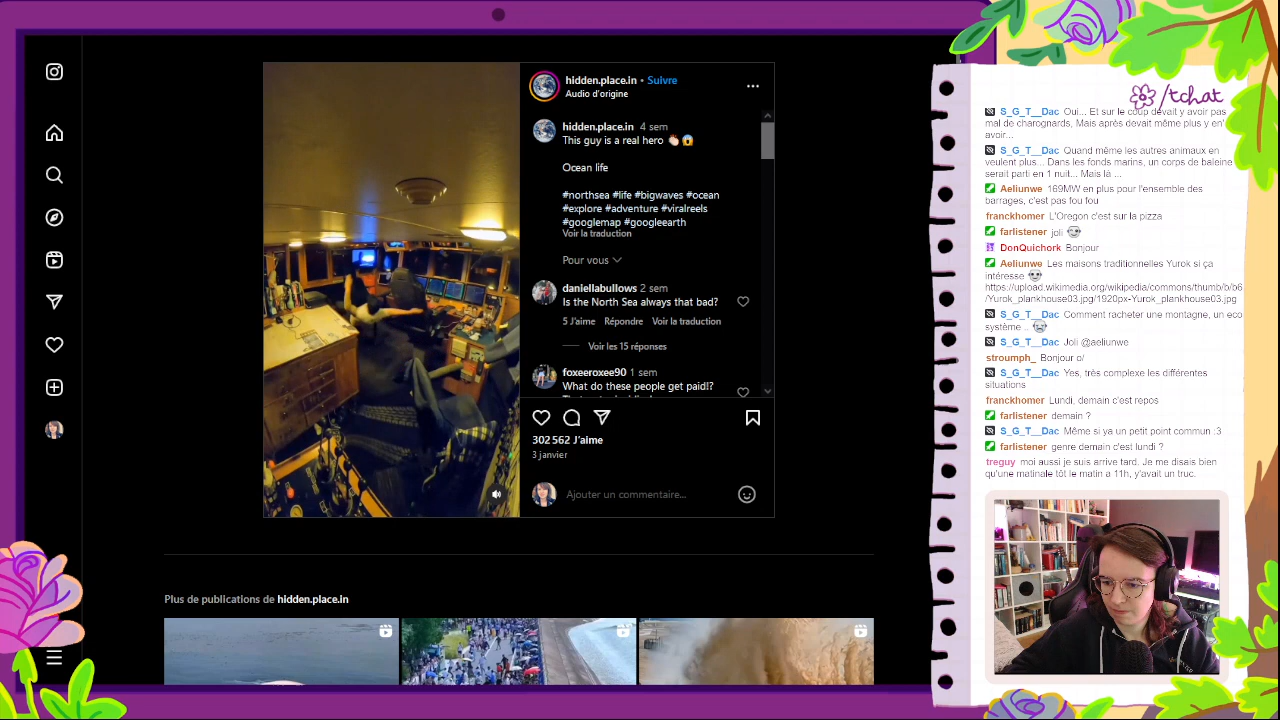 hidden.place.in • Suivre
Audio d'origine
hidden.place.in 4 sem
This guy is a real hero 👏🏻😱
Ocean life
#northsea #life #bigwaves #ocean
#explore #adventure #viralreels
#googlemap #googleearth
Voir la traduction
Pour vous
daniellabullows 2 sem
Is the North Sea always that bad?
5 J'aime Répondre Voir la traduction
Voir les 15 réponses
foxeeroxee90 1 sem
What do these people get paid!?
302 562 J'aime
3 janvier
Ajouter un commentaire...
Plus de publications de hidden.place.in
/tchat
S_G_T__Dac Oui... Et sur le coup devait y avoir pas
mal de charognards, Mais après devait même plus y en
avoir...
S_G_T__Dac Quand même les autres animaux en
veulent plus... Dans les fonds marins, un corps de baleine
serait parti en 1 nuit... Mais là ...
Aeliunwe 169MW en plus pour l'ensemble des
barrages, c'est pas fou fou
franckhomer L'Oregon c'est sur la pizza
farlistener joli
DonQuichork Bonjour
Aeliunwe Les maisons traditionnelles Yurok si ça
intéresse
https://upload.wikimedia.org/wikipedia/commons/thumb/b/b6
/Yurok_plankhouse03.jpg/1920px-Yurok_plankhouse03.jpg
S_G_T__Dac Comment racheter une montagne, un eco
système ..
S_G_T__Dac Joli @aeliunwe
stroumph_ Bonjour o/
S_G_T__Dac Yes, très complexe les différentes
situations
franckhomer Lundi, demain c'est repos
farlistener demain ?
S_G_T__Dac Même si ya un petit point commun :3
farlistener genre demain c'est lundi ?
treguy moi aussi je suis arrive tard. Je me disais bien
qu'une matinale tôt le matin a 11h, y'avait un truc.